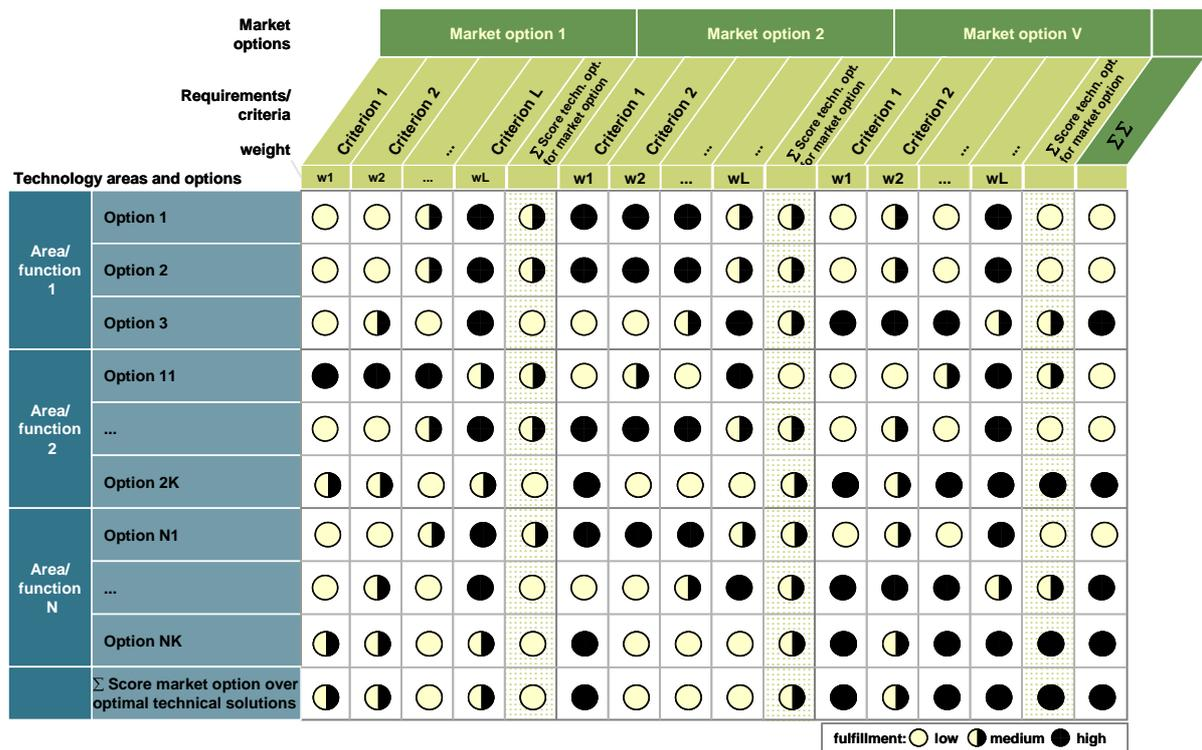 Market
options
Market option 1
Market option 2
Market option V
Requirements/
criteria
Criterion 1
Criterion 2
...
Criterion L
Σ Score techn. opt.
for market option
Criterion 1
Criterion 2
...
...
Σ Score techn. opt.
for market option
Criterion 1
Criterion 2
...
...
Σ Score techn. opt.
for market option
Σ Σ
weight
Technology areas and options
w1 w2 ... wL w1 w2 ... wL w1 w2 ... wL
Area/
function
1
Option 1
Option 2
Option 3
Area/
function
2
Option 11
...
Option 2K
Area/
function
N
Option N1
...
Option NK
Σ Score market option over
optimal technical solutions
fulfillment: low medium high